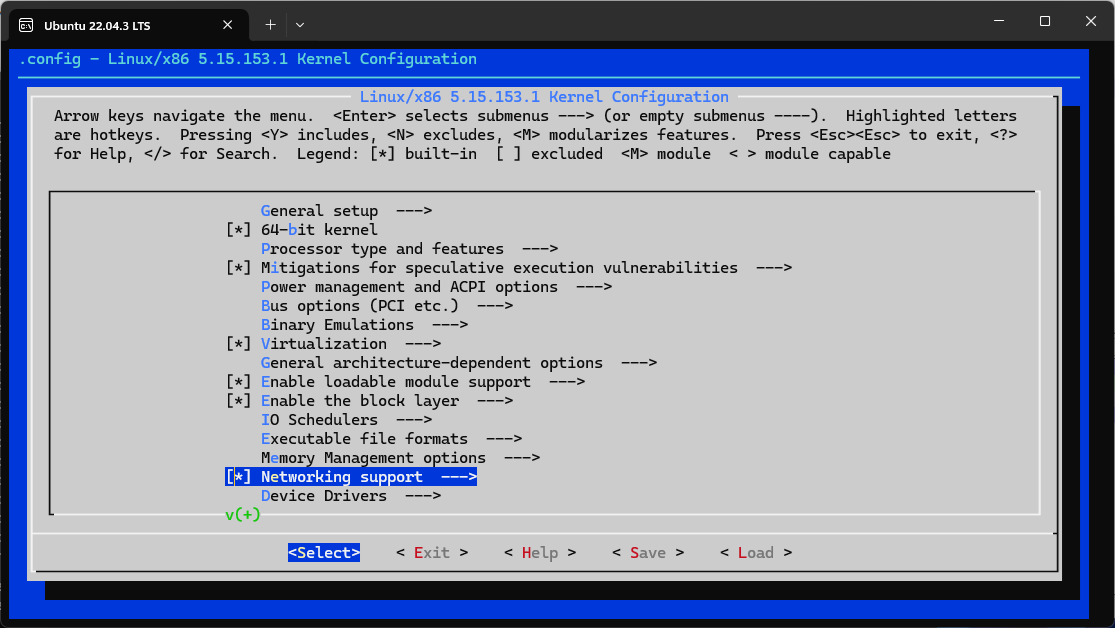 Ubuntu 22.04.3 LTS
.config - Linux/x86 5.15.153.1 Kernel Configuration
Linux/x86 5.15.153.1 Kernel Configuration
Arrow keys navigate the menu.  <Enter> selects submenus ---> (or empty submenus ----).  Highlighted letters
are hotkeys.  Pressing <Y> includes, <N> excludes, <M> modularizes features.  Press <Esc><Esc> to exit, <?>
for Help, </> for Search.  Legend: [*] built-in  [ ] excluded  <M> module  < > module capable
General setup  --->
[*] 64-bit kernel
Processor type and features  --->
[*] Mitigations for speculative execution vulnerabilities  --->
Power management and ACPI options  --->
Bus options (PCI etc.)  --->
Binary Emulations  --->
[*] Virtualization  --->
General architecture-dependent options  --->
[*] Enable loadable module support  --->
[*] Enable the block layer  --->
IO Schedulers  --->
Executable file formats  --->
Memory Management options  --->
[*] Networking support  --->
Device Drivers  --->
v(+)
<Select>    < Exit >    < Help >    < Save >    < Load >